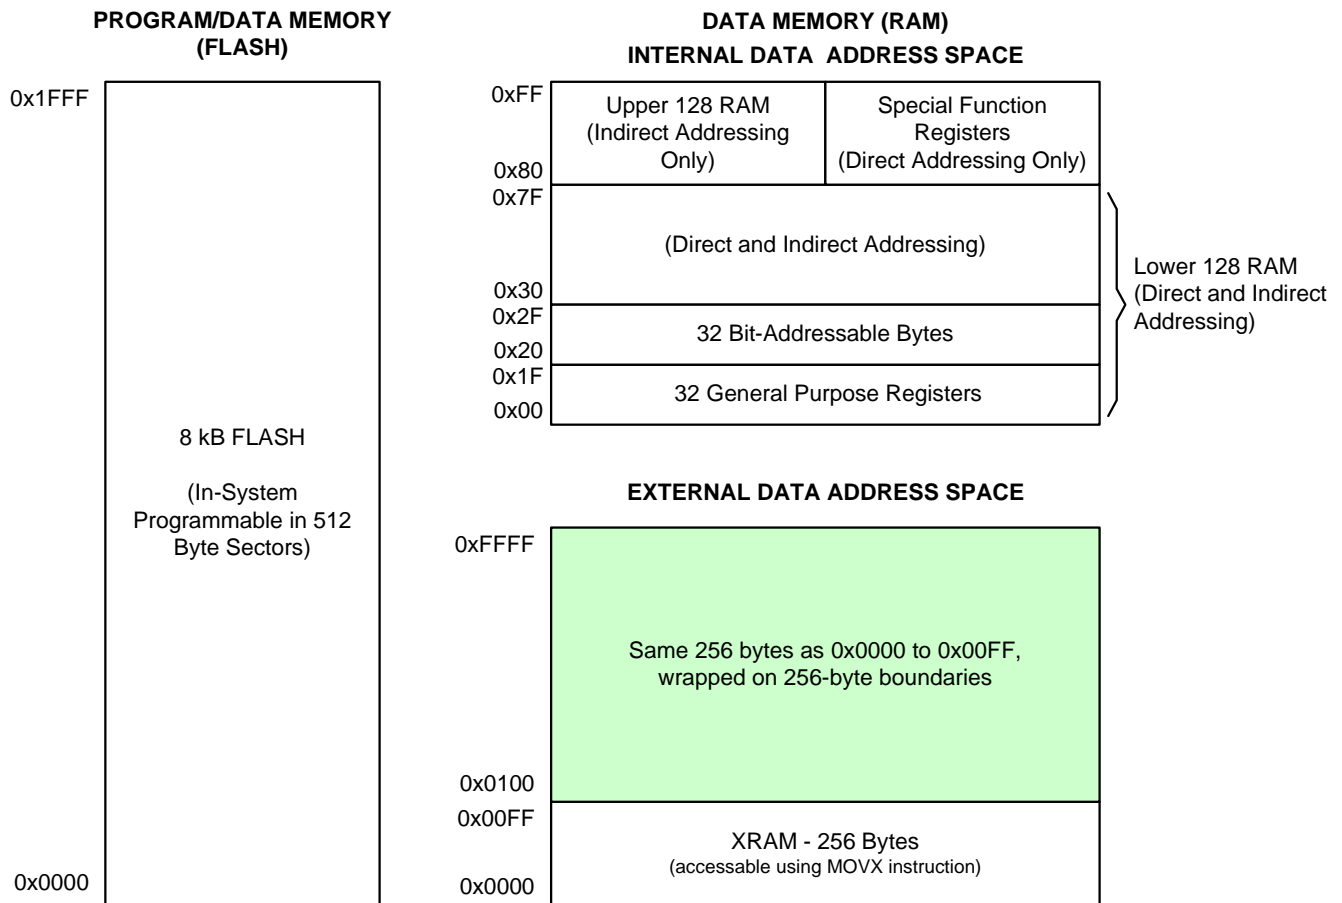 PROGRAM/DATA MEMORY
(FLASH)
0x1FFF
8 kB FLASH
(In-System
Programmable in 512
Byte Sectors)
0x0000
DATA MEMORY (RAM)
INTERNAL DATA ADDRESS SPACE
0xFF
Upper 128 RAM
(Indirect Addressing
Only)
Special Function
Registers
(Direct Addressing Only)
0x80
0x7F
(Direct and Indirect Addressing)
0x30
0x2F
32 Bit-Addressable Bytes
0x20
0x1F
32 General Purpose Registers
0x00
Lower 128 RAM
(Direct and Indirect
Addressing)
EXTERNAL DATA ADDRESS SPACE
0xFFFF
Same 256 bytes as 0x0000 to 0x00FF,
wrapped on 256-byte boundaries
0x0100
0x00FF
XRAM - 256 Bytes
(accessable using MOVX instruction)
0x0000